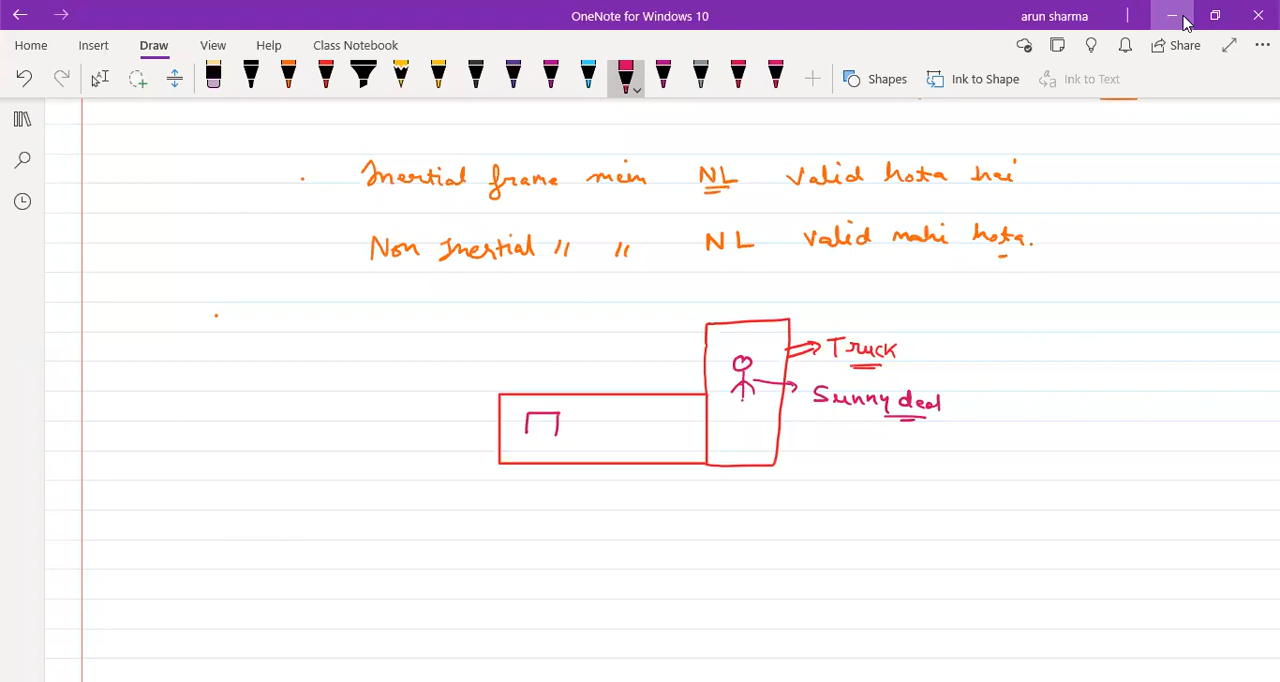 OneNote for Windows 10
arun sharma
Home Insert Draw View Help Class Notebook
Share
Shapes Ink to Shape Ink to Text
Inertial frame mein NL valid hota hai
Non Inertial " " NL valid nahi hota.
Truck
Sunny deol